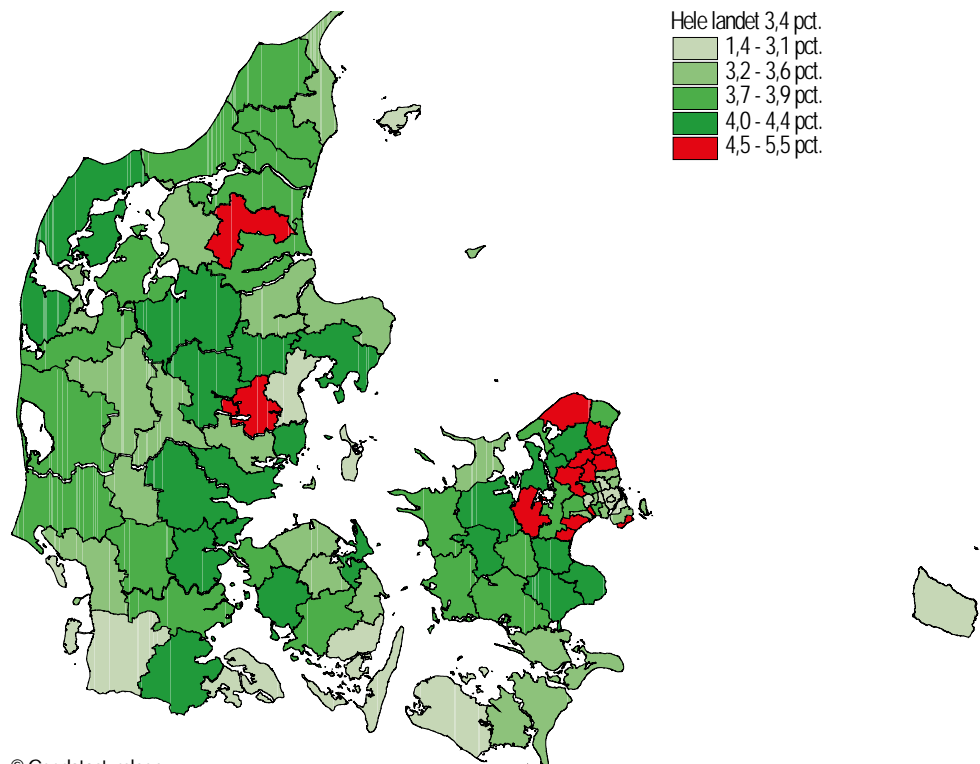 Hele landet 3,4 pct.
1,4 - 3,1 pct.
3,2 - 3,6 pct.
3,7 - 3,9 pct.
4,0 - 4,4 pct.
4,5 - 5,5 pct.
©